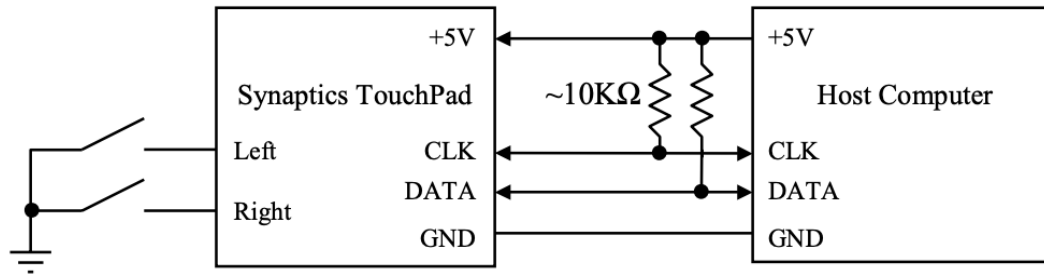 +5V
Synaptics TouchPad
Left
CLK
DATA
Right
GND
~10KΩ
+5V
Host Computer
CLK
DATA
GND